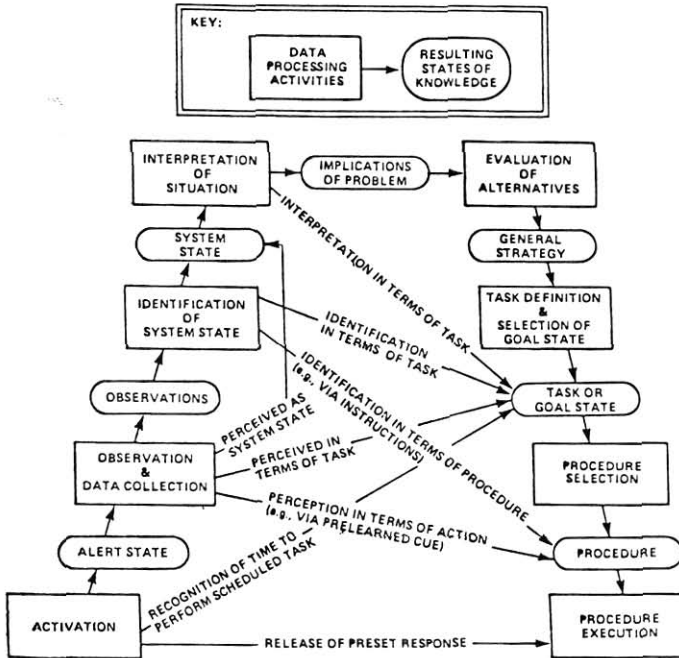 KEY:
DATA
PROCESSING
ACTIVITIES
RESULTING
STATES OF
KNOWLEDGE
INTERPRETATION
OF
SITUATION
IMPLICATIONS
OF PROBLEM
EVALUATION
OF
ALTERNATIVES
SYSTEM
STATE
GENERAL
STRATEGY
INTERPRETATION IN TERMS OF TASK
IDENTIFICATION
OF
SYSTEM STATE
IDENTIFICATION
IN TERMS OF TASK
TASK DEFINITION
&
SELECTION OF
GOAL STATE
IDENTIFICATION IN TERMS OF PROCEDURE
(e.g., VIA INSTRUCTIONS)
OBSERVATIONS
TASK OR
GOAL STATE
PERCEIVED AS
SYSTEM STATE
OBSERVATION
&
DATA COLLECTION
PERCEIVED IN
TERMS OF TASK
PROCEDURE
SELECTION
PERCEPTION IN TERMS OF ACTION
(e.g., VIA PRELEARNED CUE)
ALERT STATE
PROCEDURE
RECOGNITION OF TIME TO
PERFORM SCHEDULED TASK
ACTIVATION
RELEASE OF PRESET RESPONSE
PROCEDURE
EXECUTION